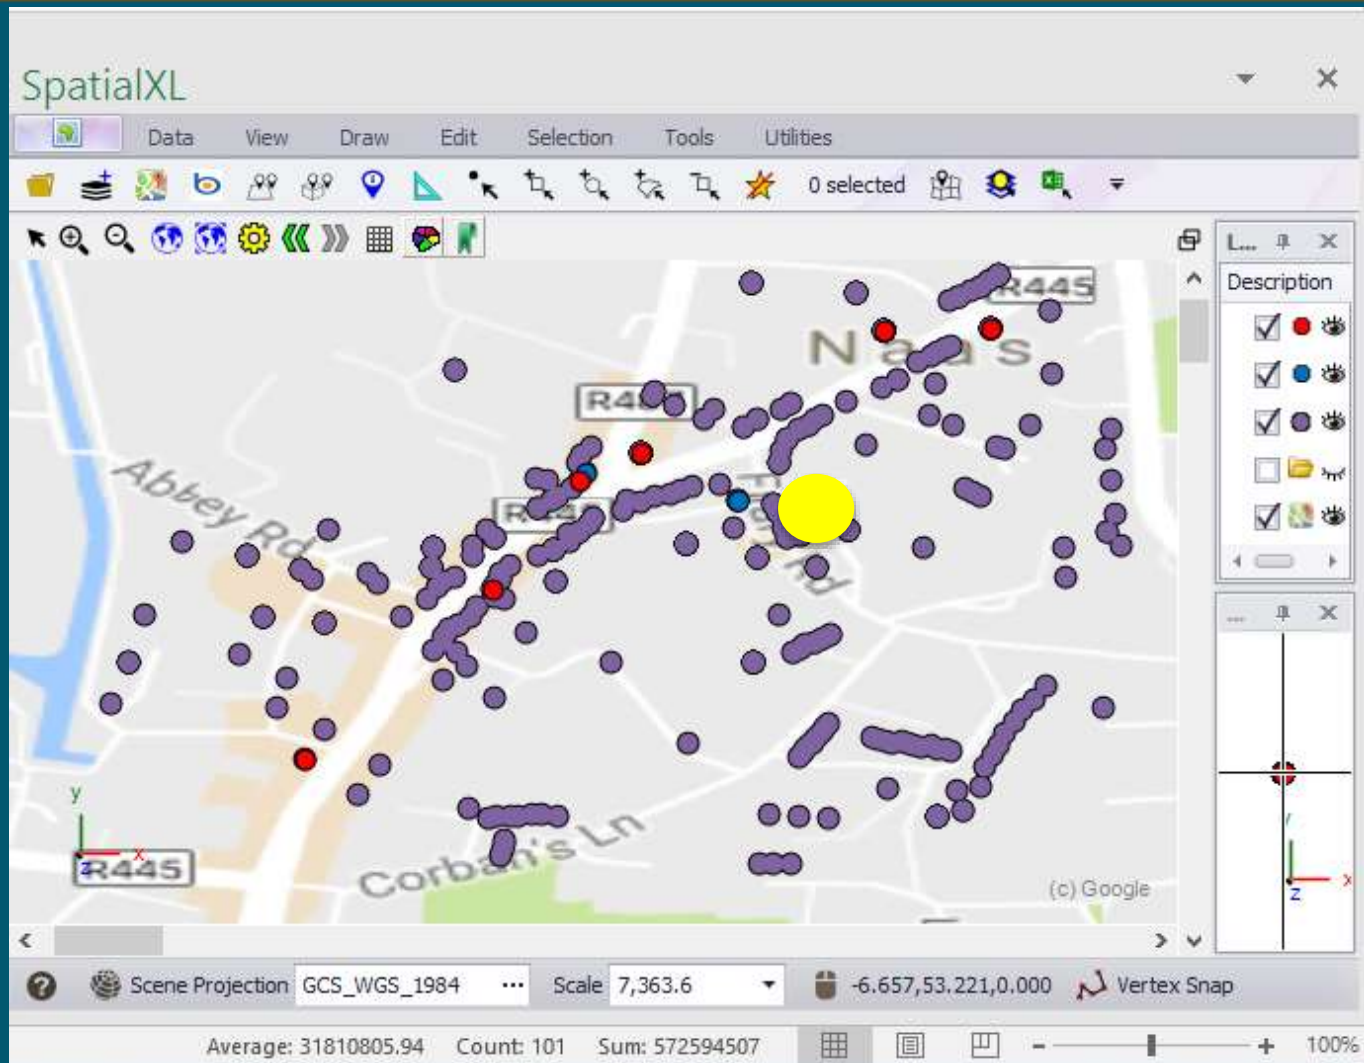 SpatialXL
Data View Draw Edit Selection Tools Utilities
0 selected
L...
Description
R445
Naas
Abbey Rd
...
Corban's Ln
R445
(c) Google
y
x
z
y
x
z
Scene Projection GCS_WGS_1984 ... Scale 7,363.6 -6.657,53.221,0.000 Vertex Snap
Average: 31810805.94 Count: 101 Sum: 572594507 100%